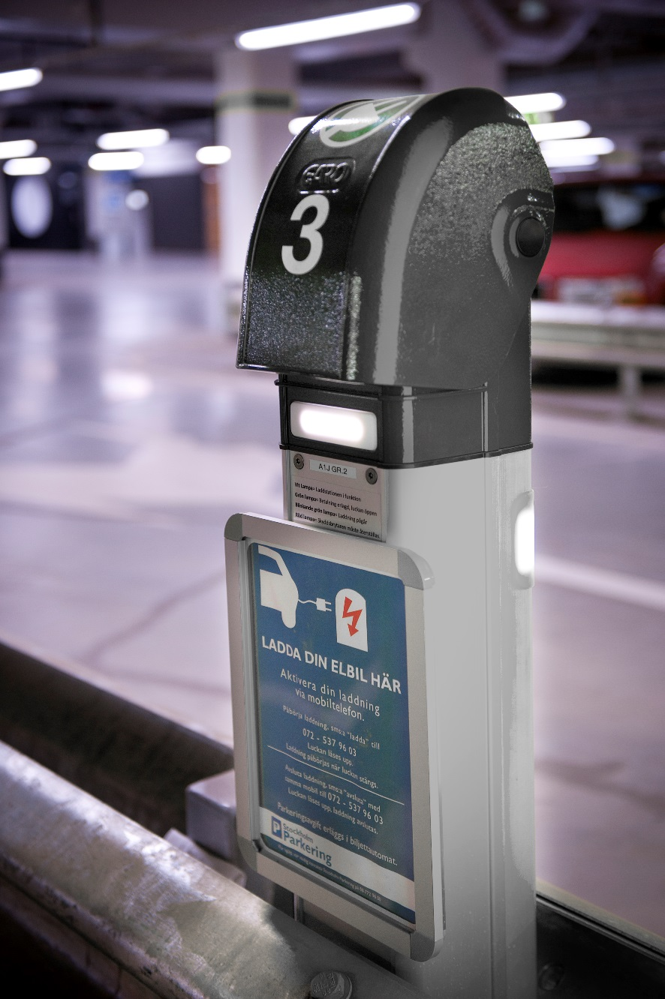 GARO
3
A1J GR.2
Vit lampa= Laddstationen i funktion
Grön lampa= Betalning erlagd, luckan öppen
Blinkande grön lampa= Laddning pågår
Röd lampa= Skyddsbrytaren måste återställas
LADDA DIN ELBIL HÄR
Aktivera din laddning
via mobiltelefon.
Påbörja laddning, sms:a "ladda" till
072 - 537 96 03
Luckan låses upp.
Laddning påbörjas när luckan stängs.
Avsluta laddning, sms:a "avsluta" med
samma mobil till 072 - 537 96 03
Luckan låses upp, laddning avslutas.
Parkeringsavgift erläggs i biljettautomat.
P Stockholm
Parkering